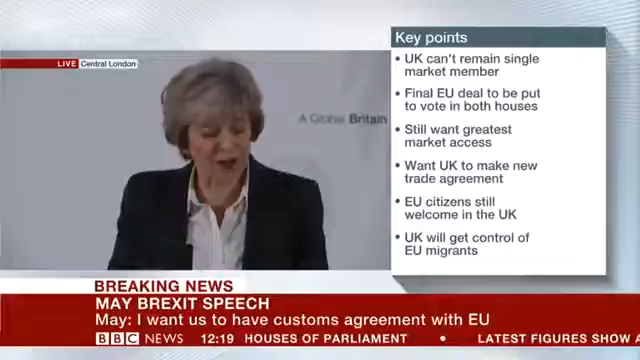 LIVE Central London
A Global Britain
Key points
• UK can't remain single
market member
• Final EU deal to be put
to vote in both houses
• Still want greatest
market access
• Want UK to make new
trade agreement
• EU citizens still
welcome in the UK
• UK will get control of
EU migrants
BREAKING NEWS
MAY BREXIT SPEECH
May: I want us to have customs agreement with EU
BBC NEWS 12:19 HOUSES OF PARLIAMENT • LATEST FIGURES SHOW A